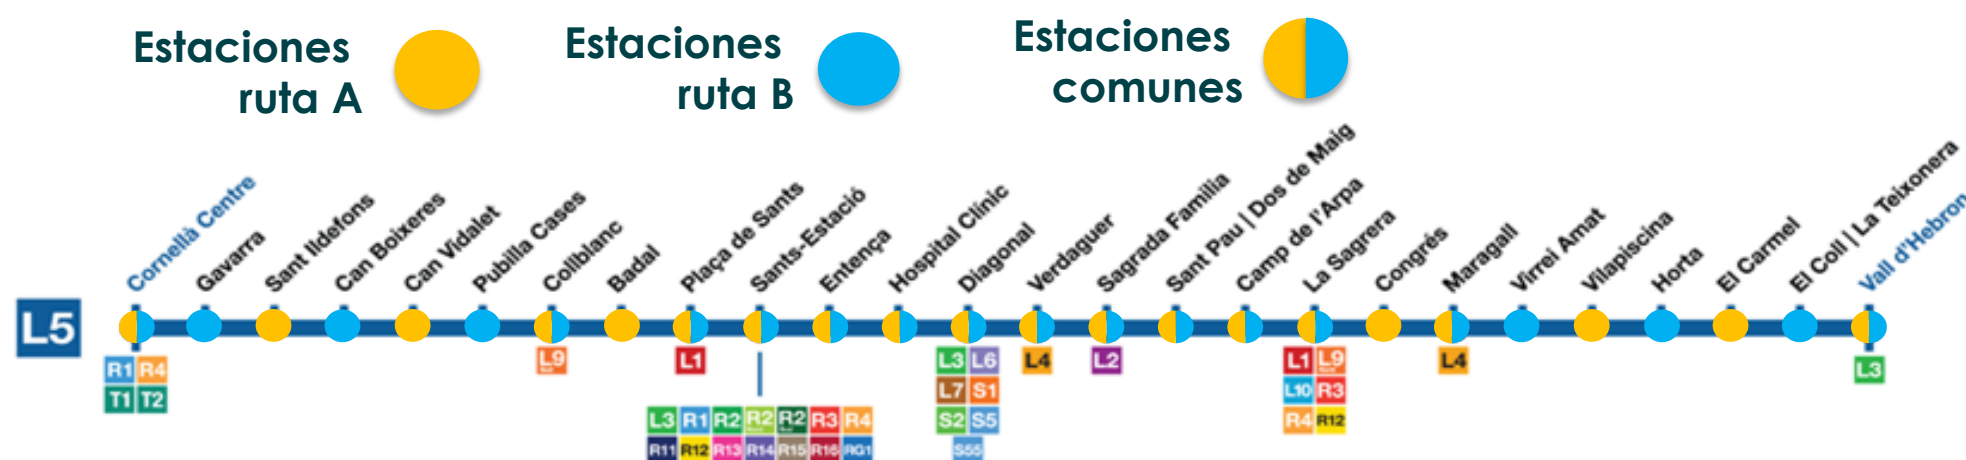 Estaciones
ruta A
Estaciones
ruta B
Estaciones
comunes
Cornellà Centre
Gavarra
Sant Ildefons
Can Boixeres
Can Vidalet
Pubilla Cases
Collblanc
Badal
Plaça de Sants
Sants-Estació
Entença
Hospital Clínic
Diagonal
Verdaguer
Sagrada Família
Sant Pau | Dos de Maig
Camp de l'Arpa
La Sagrera
Congrés
Maragall
Virrei Amat
Vilapiscina
Horta
El Carmel
El Coll | La Teixonera
Vall d'Hebron
L5
R1 R4
T1 T2
L9
L1
L3 R1 R2 R2 R2 R3 R4
R11 R12 R13 R14 R15 R16 RG1
L3 L6
L7 S1
S2 S5
S55
L4
L2
L1 L9
L10 R3
R4 R12
L4
L3